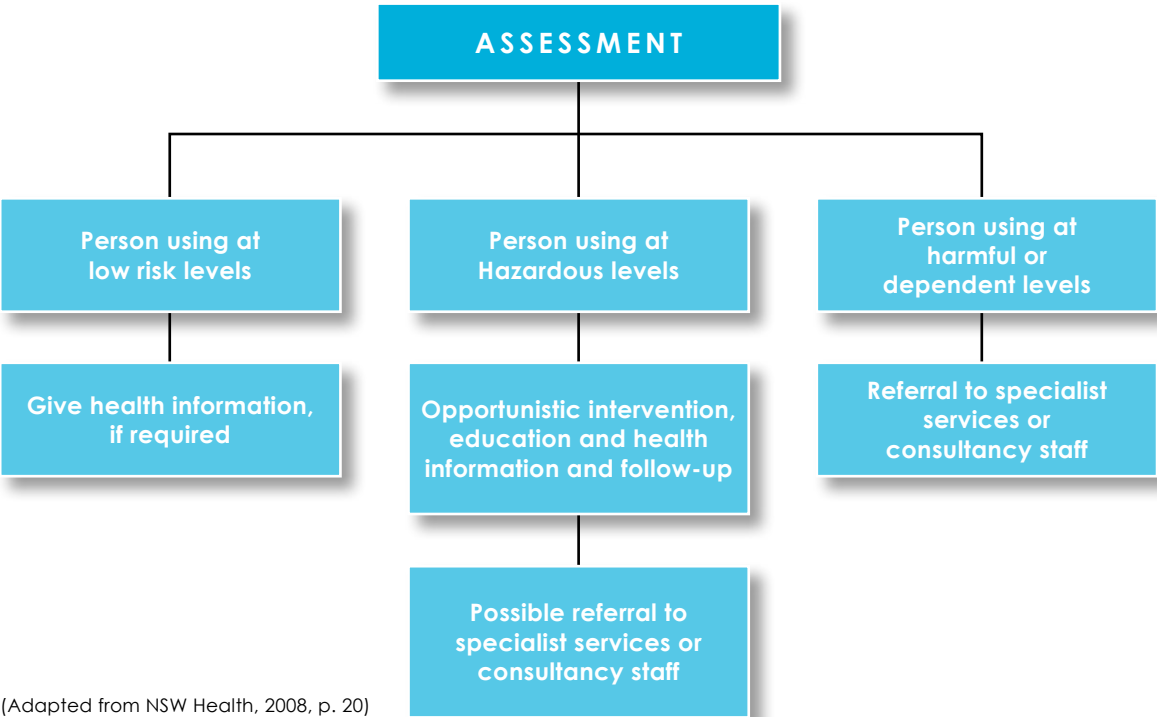 ASSESSMENT
Person using at
low risk levels
Person using at
Hazardous levels
Person using at
harmful or
dependent levels
Give health information,
if required
Opportunistic intervention,
education and health
information and follow-up
Referral to specialist
services or
consultancy staff
Possible referral to
specialist services or
consultancy staff
(Adapted from NSW Health, 2008, p. 20)